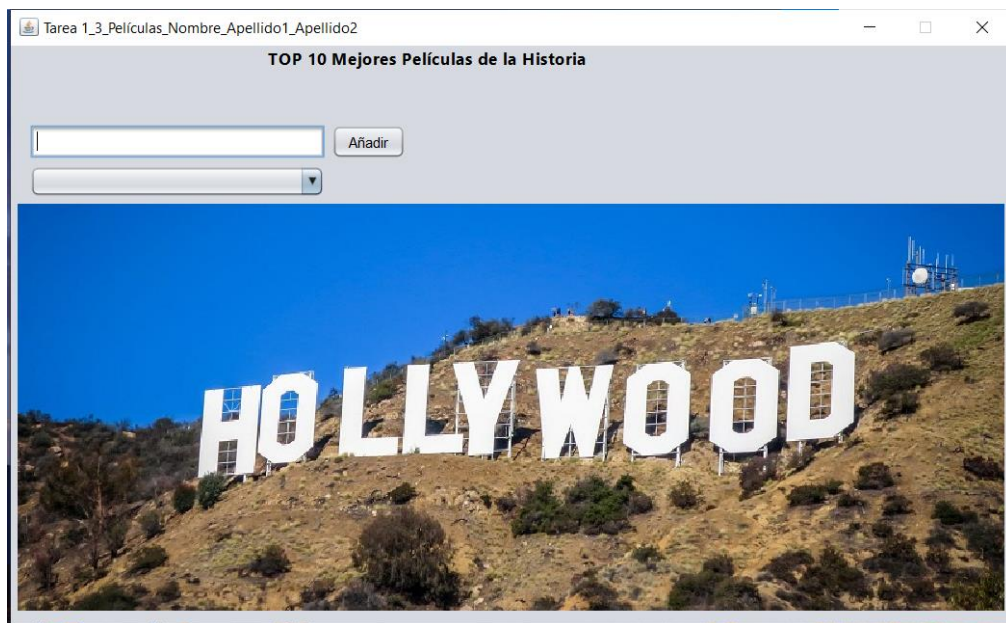 Tarea 1_3_Películas_Nombre_Apellido1_Apellido2
TOP 10 Mejores Películas de la Historia
Añadir
HOLLYWOOD